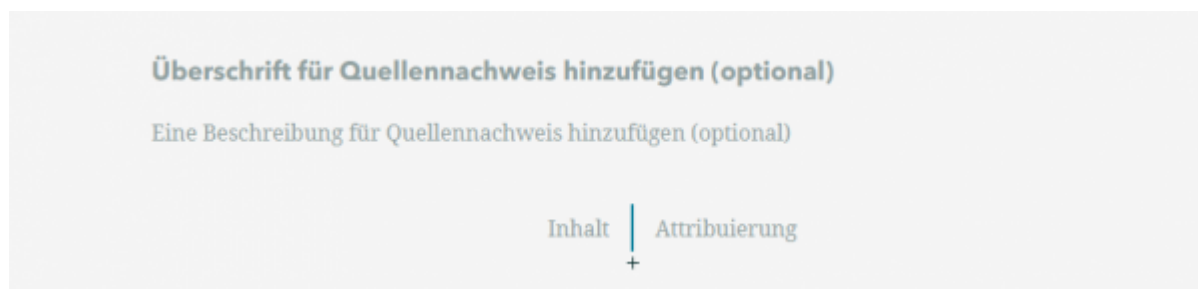 Überschrift für Quellennachweis hinzufügen (optional)
Eine Beschreibung für Quellennachweis hinzufügen (optional)
Inhalt Attribuierung
+